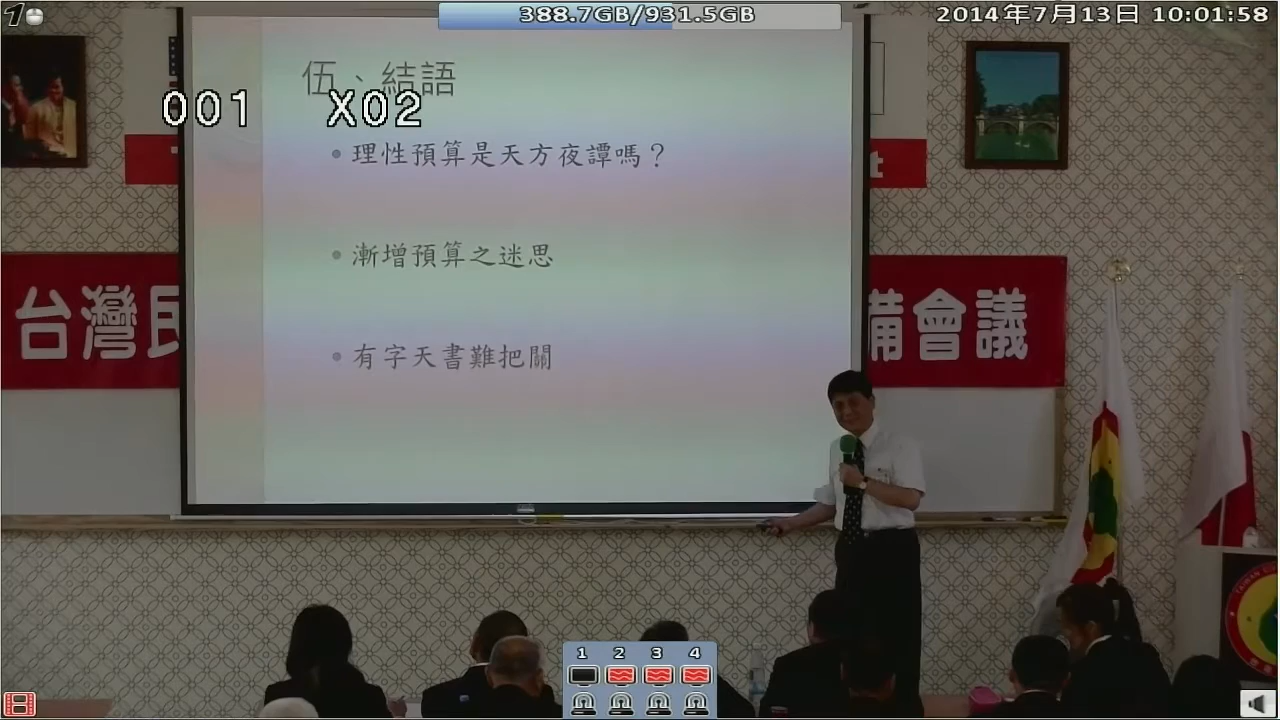 1
388.7GB/931.5GB
2014年7月13日 10:01:58
伍、結語
001 X02
• 理性預算是天方夜譚嗎？
t
• 漸增預算之迷思
台灣民
備會議
• 有字天書難把關
1 2 3 4
TAIWAN